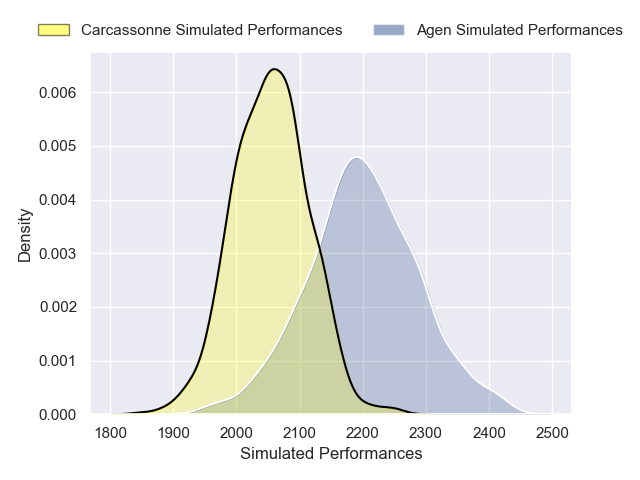 Carcassonne Simulated Performances
Agen Simulated Performances
0.006
0.005
0.004
0.003
0.002
0.001
0.000
Density
1800 1900 2000 2100 2200 2300 2400 2500
Simulated Performances